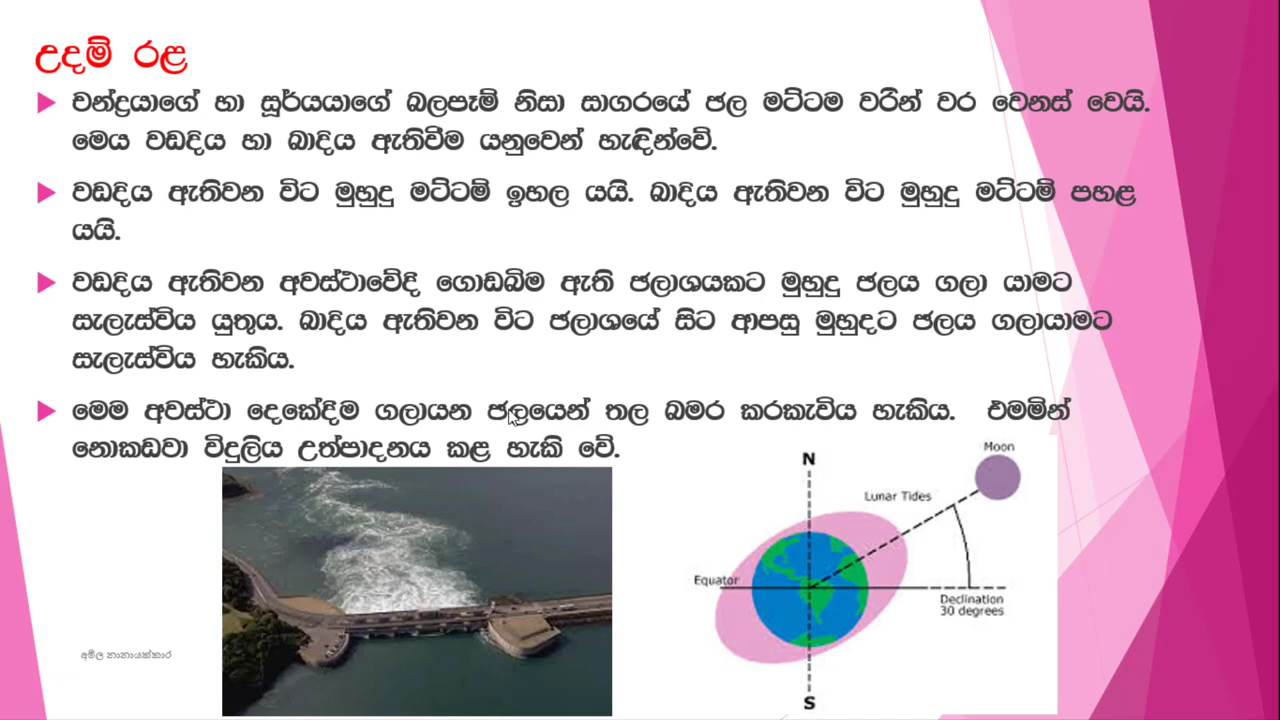 උදම් රළ
චන්ද්‍රයාගේ හා සූර්යයාගේ බලපෑම් නිසා සාගරයේ ජල මට්ටම වරින් වර වෙනස් වෙයි.
මෙය වඩදිය හා බාදිය ඇතිවීම යනුවෙන් හැඳින්වේ.
වඩදිය ඇතිවන විට මුහුදු මට්ටම් ඉහල යයි. බාදිය ඇතිවන විට මුහුදු මට්ටම් පහළ
යයි.
වඩදිය ඇතිවන අවස්ථාවේදී ගොඩබිම ඇති ජලාශයකට මුහුදු ජලය ගලා යාමට
සැලැස්විය යුතුය. බාදිය ඇතිවන විට ජලාශයේ සිට ආපසු මුහුදට ජලය ගලායාමට
සැලැස්විය හැකිය.
මෙම අවස්ථා දෙකේදීම ගලායන ජලයෙන් තල බමර කරකැවිය හැකිය. එමඟින්
නොකඩවා විදුලිය උත්පාදනය කළ හැකි වේ.
Moon
N
Lunar Tides
Equator
Declination
30 degrees
S
අමිල නානායක්කාර